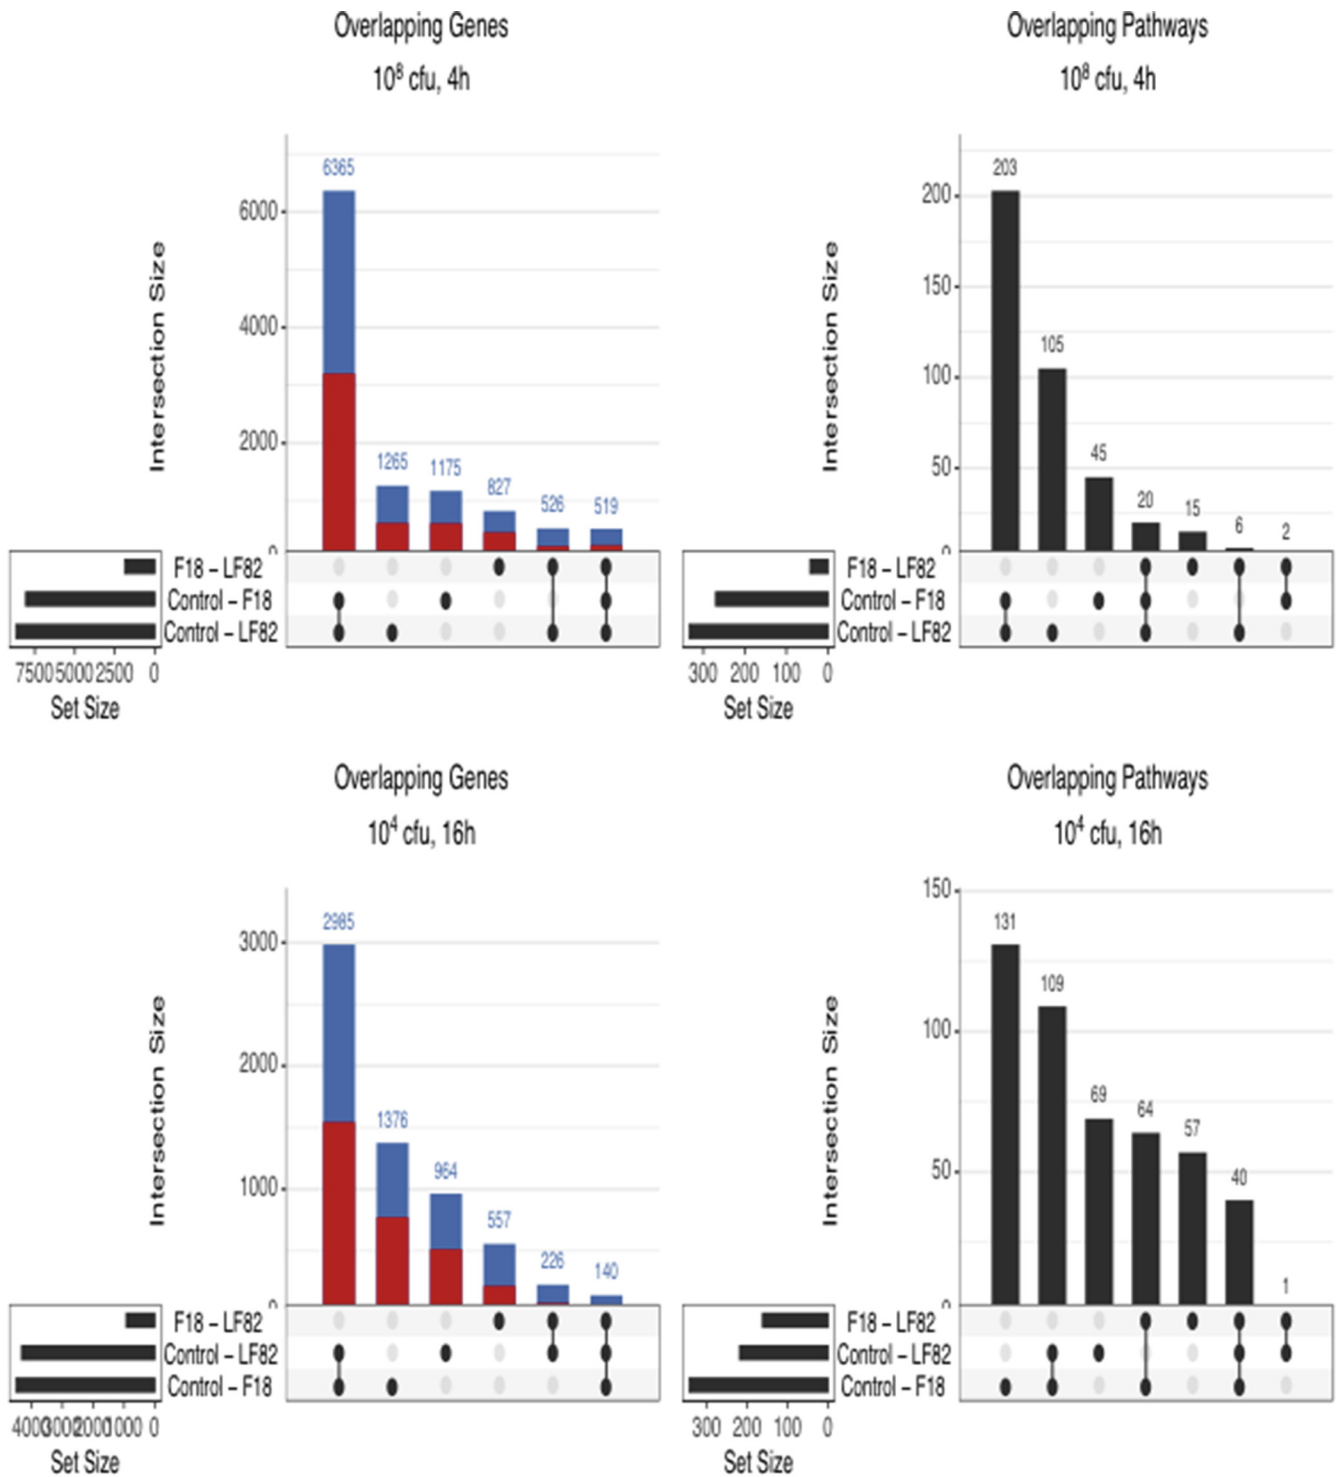 Overlapping Genes
10⁸ cfu, 4h
Intersection Size
6000
4000
2000
0
6365
1265
1175
827
526
519
F18 – LF82
Control – F18
Control – LF82
7500 5000 2500 0
Set Size
Overlapping Pathways
10⁸ cfu, 4h
Intersection Size
200
150
100
50
0
203
105
45
20
15
6
2
F18 – LF82
Control – F18
Control – LF82
300 200 100 0
Set Size
Overlapping Genes
10⁴ cfu, 16h
Intersection Size
3000
2000
1000
0
2985
1376
964
557
226
140
F18 – LF82
Control – LF82
Control – F18
4000 3000 2000 1000 0
Set Size
Overlapping Pathways
10⁴ cfu, 16h
Intersection Size
150
100
50
0
131
109
69
64
57
40
1
F18 – LF82
Control – LF82
Control – F18
300 200 100 0
Set Size